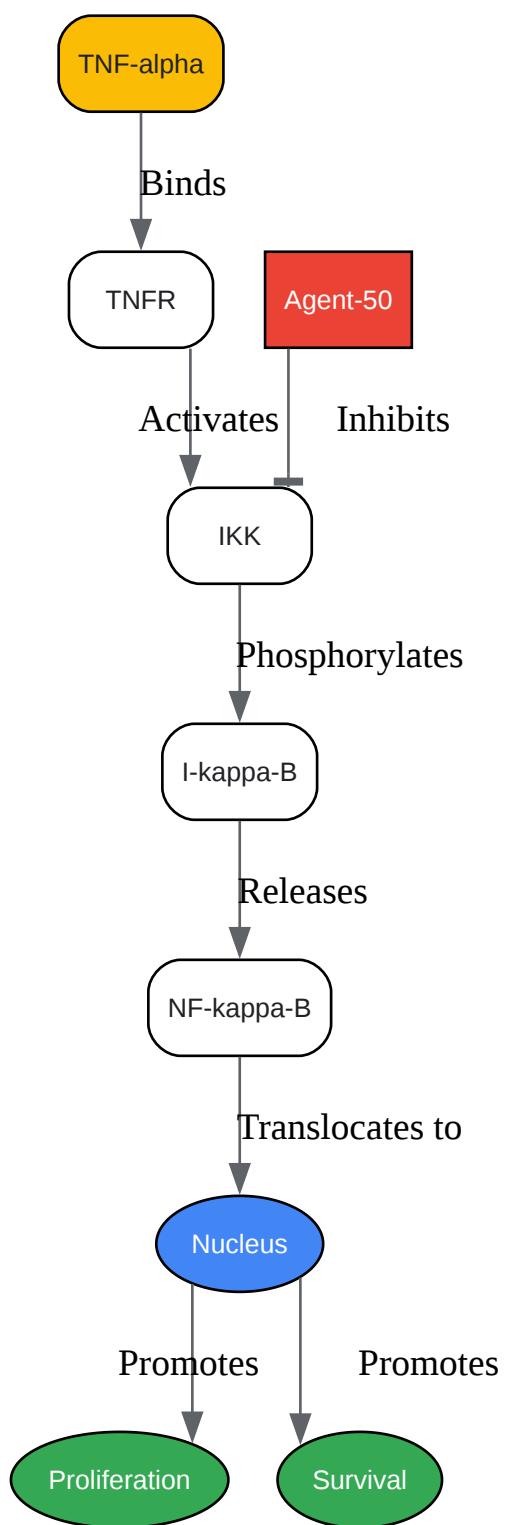 TNF-alpha
Binds
TNFR
Agent-50
Activates
Inhibits
IKK
Phosphorylates
I-kappa-B
Releases
NF-kappa-B
Translocates to
Nucleus
Promotes
Promotes
Proliferation
Survival